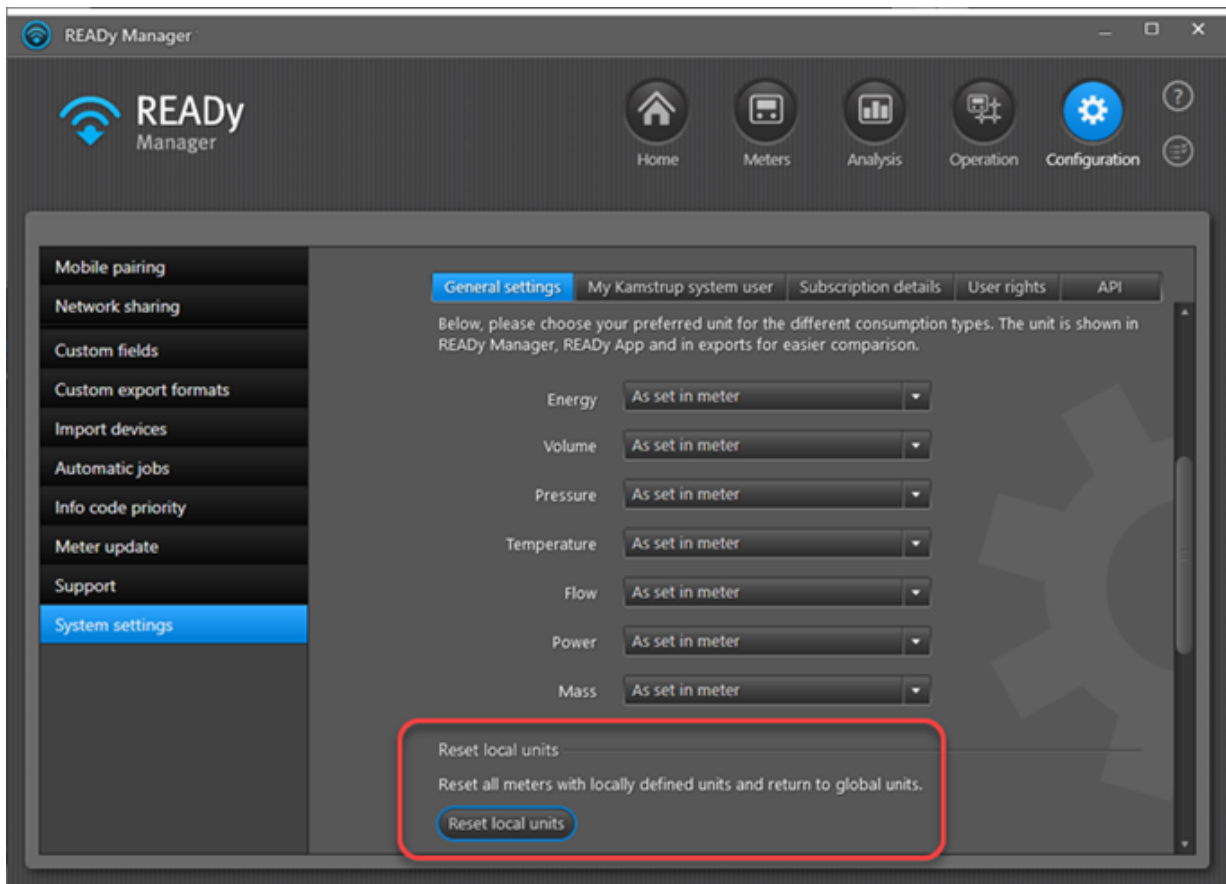 READy Manager
READy
Manager
Home
Meters
Analysis
Operation
Configuration
?
Mobile pairing
Network sharing
Custom fields
Custom export formats
Import devices
Automatic jobs
Info code priority
Meter update
Support
System settings
General settings
My Kamstrup system user
Subscription details
User rights
API
Below, please choose your preferred unit for the different consumption types. The unit is shown in
READy Manager, READy App and in exports for easier comparison.
Energy As set in meter
Volume As set in meter
Pressure As set in meter
Temperature As set in meter
Flow As set in meter
Power As set in meter
Mass As set in meter
Reset local units
Reset all meters with locally defined units and return to global units.
Reset local units